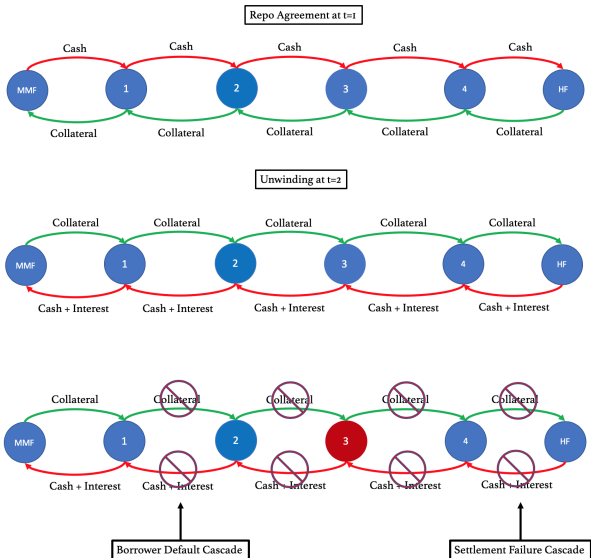 Repo Agreement at t=1
Cash Cash Cash Cash Cash
MMF 1 2 3 4 HF
Collateral Collateral Collateral Collateral Collateral
Unwinding at t=2
Collateral Collateral Collateral Collateral Collateral
MMF 1 2 3 4 HF
Cash + Interest Cash + Interest Cash + Interest Cash + Interest Cash + Interest
Collateral Collateral Collateral Collateral Collateral
MMF 1 2 3 4 HF
Cash + Interest Cash + Interest Cash + Interest Cash + Interest Cash + Interest
Borrower Default Cascade Settlement Failure Cascade